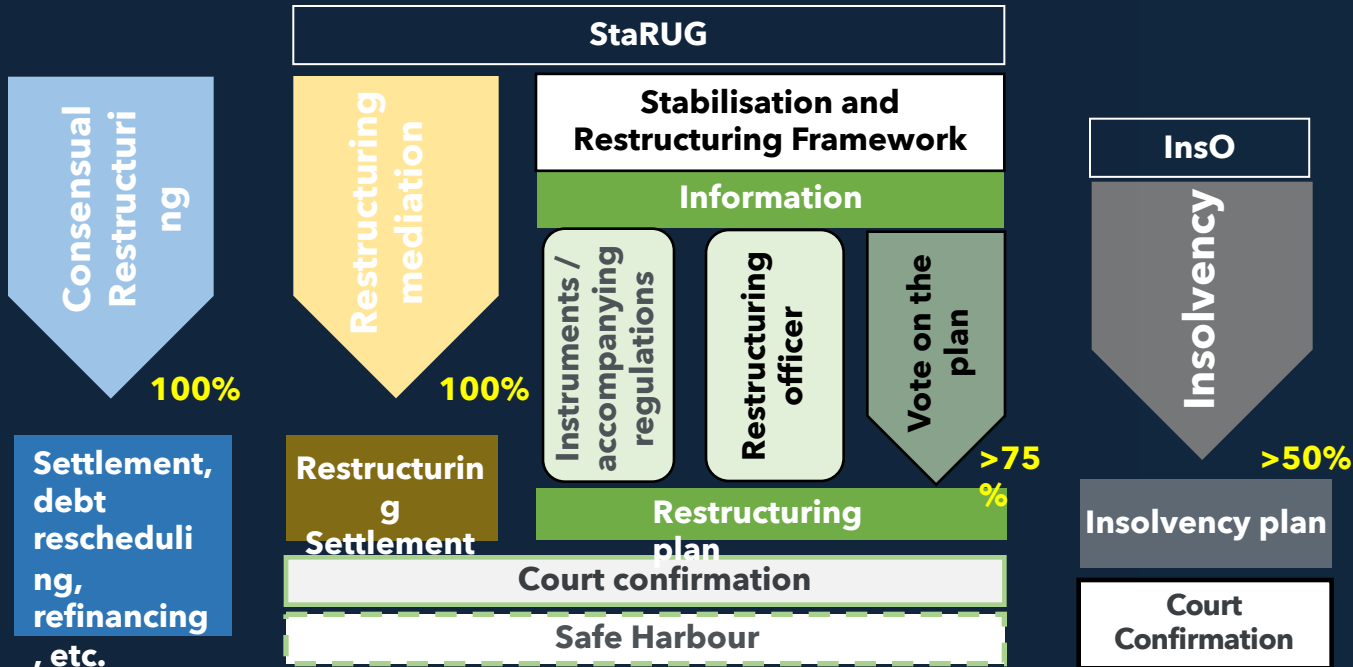 StaRUG
Consensual
Restructuri
ng
100%
Settlement,
debt
rescheduli
ng,
refinancing
, etc.
Restructuring
mediation
100%
Restructurin
g
Settlement
Stabilisation and
Restructuring Framework
Information
Instruments /
accompanying
regulations
Restructuring
officer
Vote on the
plan
>75
%
Restructuring
plan
Court confirmation
Safe Harbour
InsO
Insolvency
>50%
Insolvency plan
Court
Confirmation